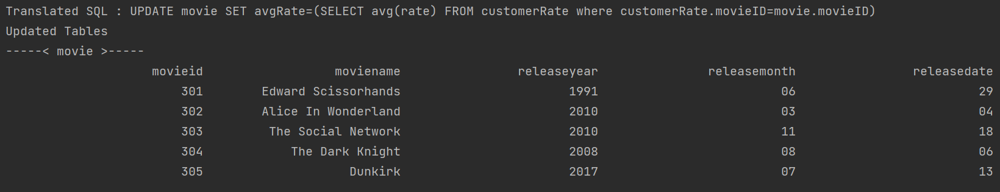 Translated SQL : UPDATE movie SET avgRate=(SELECT avg(rate) FROM customerRate where customerRate.movieID=movie.movieID)
Updated Tables
-----< movie >-----
movieid moviename releaseyear releasemonth releasedate
301 Edward Scissorhands 1991 06 29
302 Alice In Wonderland 2010 03 04
303 The Social Network 2010 11 18
304 The Dark Knight 2008 08 06
305 Dunkirk 2017 07 13